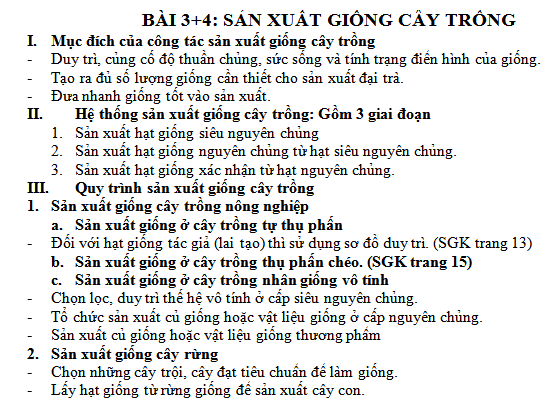 BÀI 3+4: SẢN XUẤT GIỐNG CÂY TRỒNG
I. Mục đích của công tác sản xuất giống cây trồng
- Duy trì, củng cố độ thuần chủng, sức sống và tính trạng điển hình của giống.
- Tạo ra đủ số lượng giống cần thiết cho sản xuất đại trà.
- Đưa nhanh giống tốt vào sản xuất.
II. Hệ thống sản xuất giống cây trồng: Gồm 3 giai đoạn
1. Sản xuất hạt giống siêu nguyên chủng
2. Sản xuất hạt giống nguyên chủng từ hạt siêu nguyên chủng.
3. Sản xuất hạt giống xác nhận từ hạt nguyên chủng.
III. Quy trình sản xuất giống cây trồng
1. Sản xuất giống cây trồng nông nghiệp
a. Sản xuất giống ở cây trồng tự thụ phấn
- Đối với hạt giống tác giả (lai tạo) thì sử dụng sơ đồ duy trì. (SGK trang 13)
b. Sản xuất giống ở cây trồng thụ phấn chéo. (SGK trang 15)
c. Sản xuất giống ở cây trồng nhân giống vô tính
- Chọn lọc, duy trì thế hệ vô tính ở cấp siêu nguyên chủng.
- Tổ chức sản xuất củ giống hoặc vật liệu giống ở cấp nguyên chủng.
- Sản xuất củ giống hoặc vật liệu giống thương phẩm
2. Sản xuất giống cây rừng
- Chọn những cây trội, cây đạt tiêu chuẩn để làm giống.
- Lấy hạt giống từ rừng giống để sản xuất cây con.